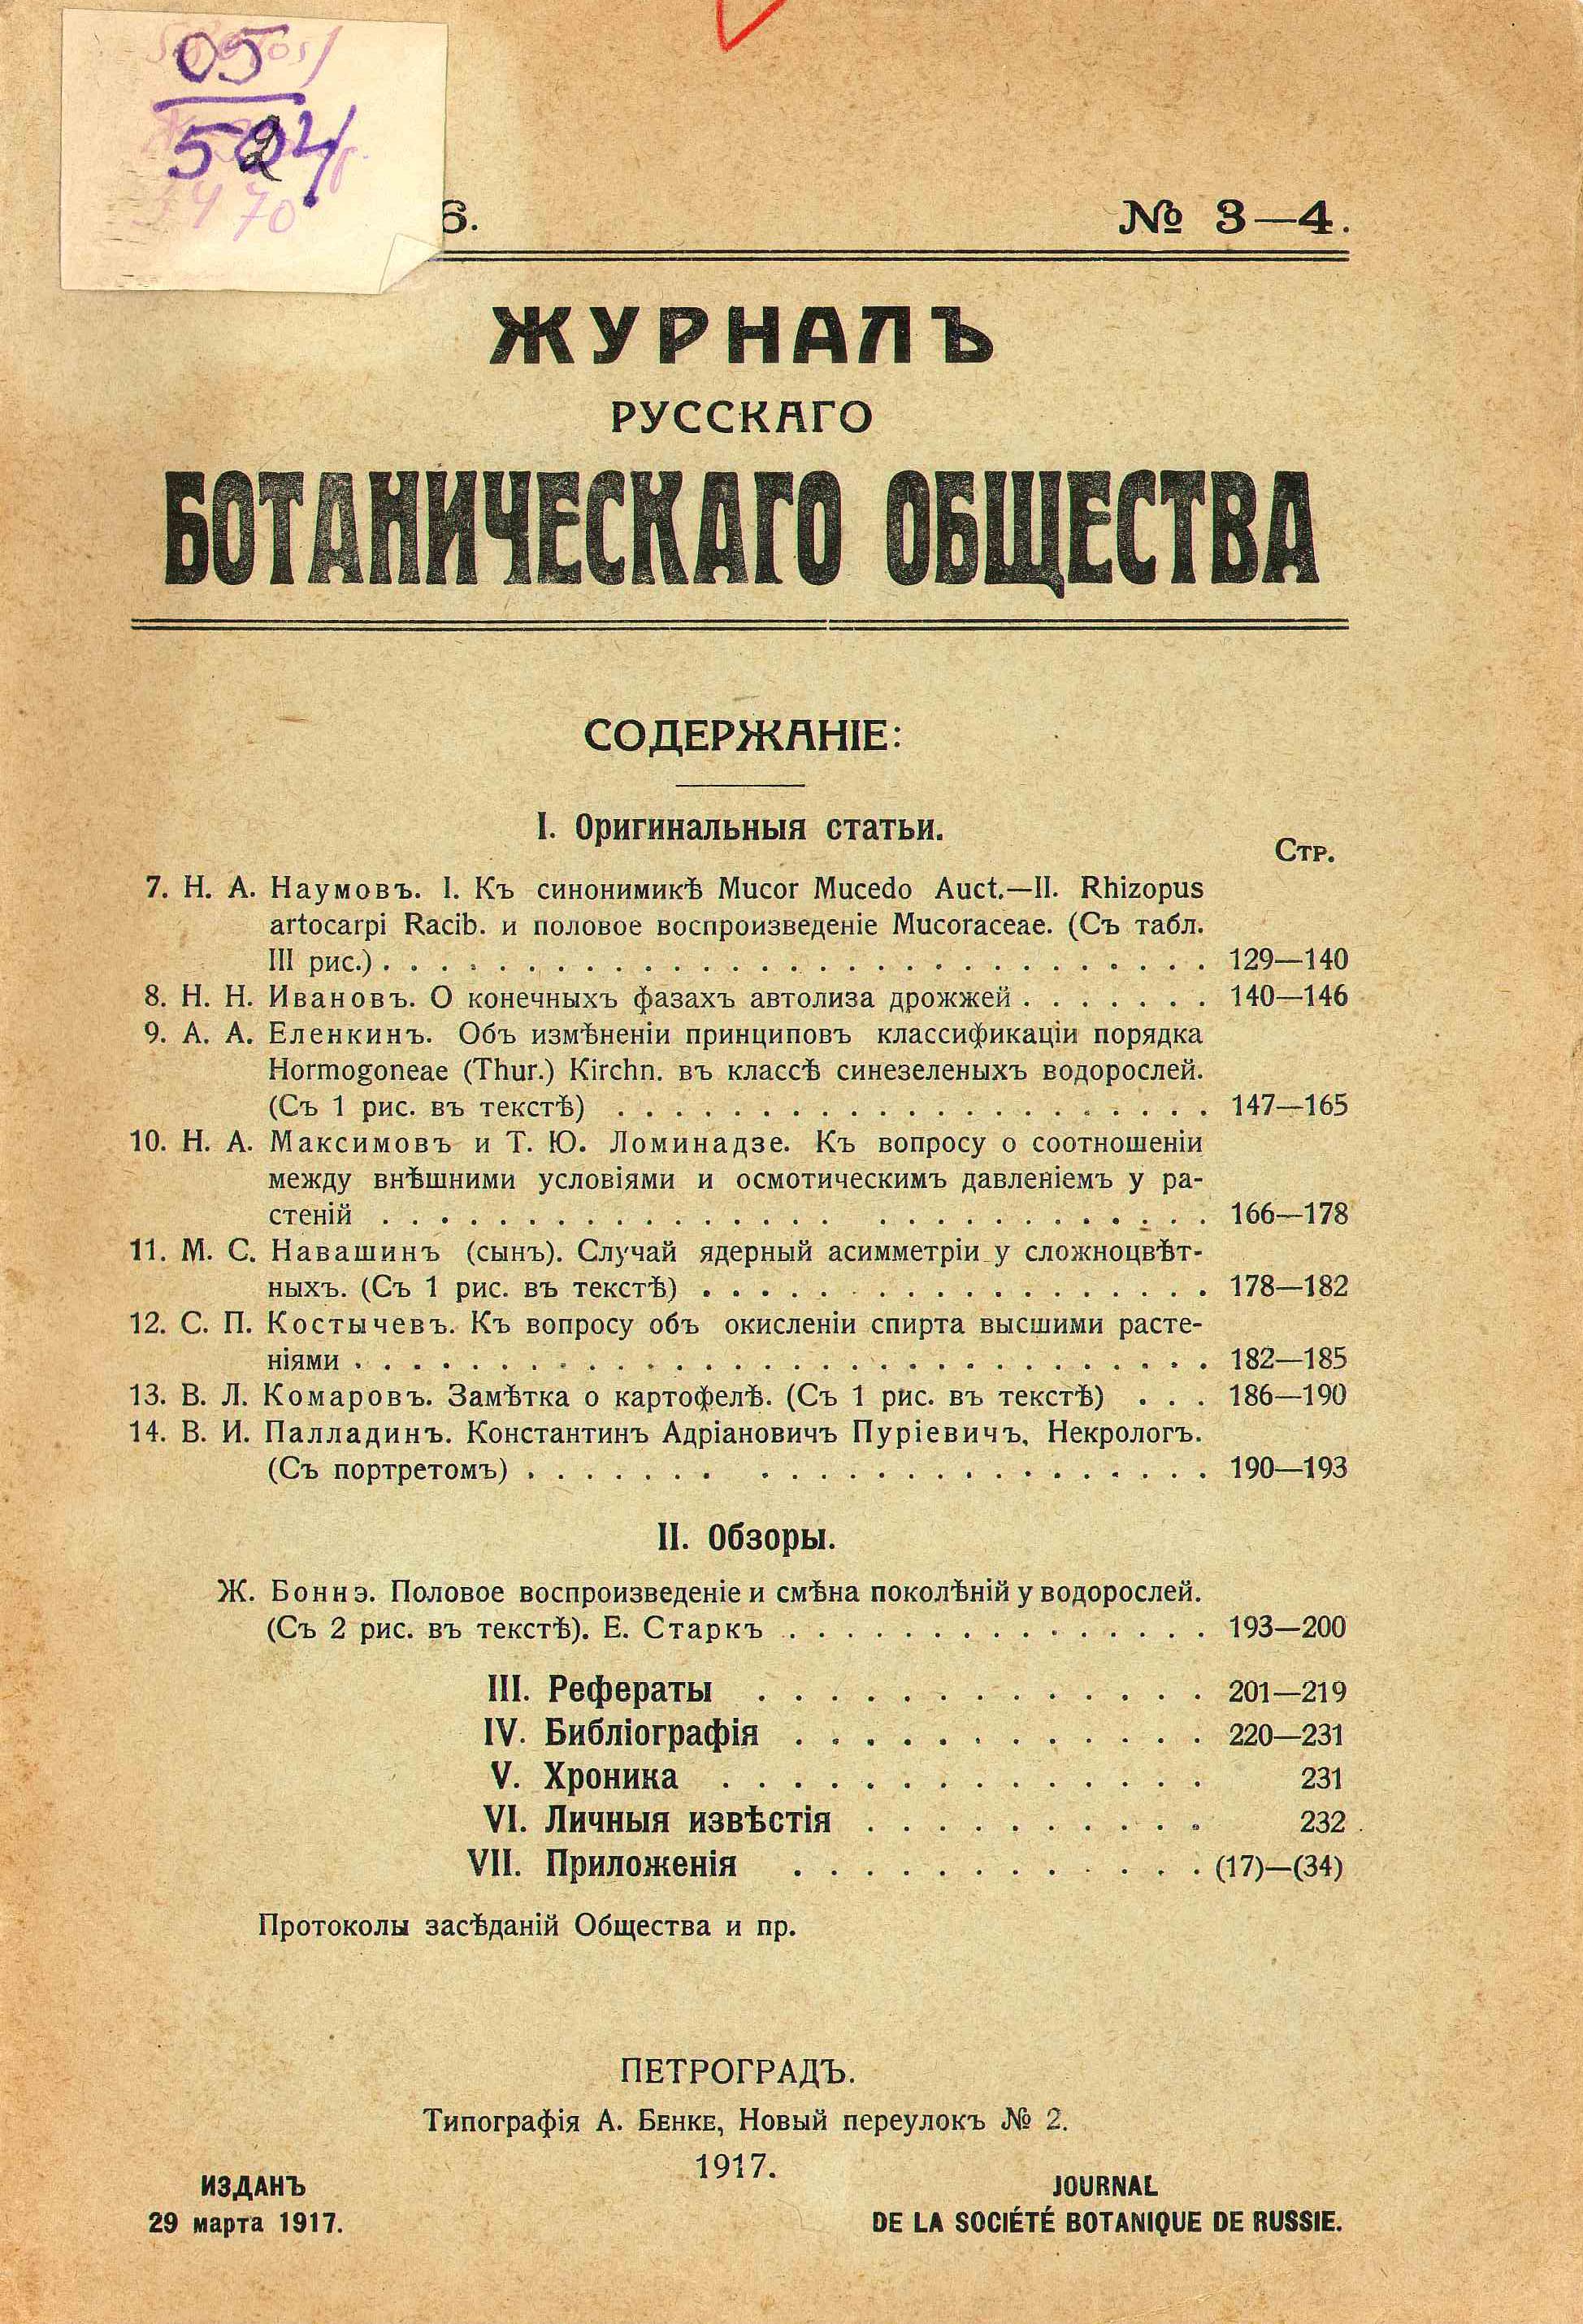 05
524
6.
№ 3—4.
ЖУРНАЛЪ
РУССКАГО
БОТАНИЧЕСКАГО ОБЩЕСТВА
СОДЕРЖАНІЕ:
I. Оригинальныя статьи.
Стр.
7. Н. А. Наумовъ. I. Къ синонимикѣ Mucor Mucedo Auct.—II. Rhizopus
artocarpi Racib. и половое воспроизведеніе Mucoraceae. (Съ табл.
III рис.) . . . . . . . . . . . . . . . . . . . . . . . . . . . . . 129—140
8. Н. Н. Ивановъ. О конечныхъ фазахъ автолиза дрожжей . . . . . . . 140—146
9. А. А. Еленкинъ. Объ измѣненіи принциповъ классификаціи порядка
Hormogoneae (Thur.) Kirchn. въ классѣ синезеленыхъ водорослей.
(Съ 1 рис. въ текстѣ) . . . . . . . . . . . . . . . . . . . . . 147—165
10. Н. А. Максимовъ и Т. Ю. Ломинадзе. Къ вопросу о соотношеніи
между внѣшними условіями и осмотическимъ давленіемъ у ра-
стеній . . . . . . . . . . . . . . . . . . . . . . . . . . . . 166—178
11. М. С. Навашинъ (сынъ). Случай ядерный асимметріи у сложноцвѣт-
ныхъ. (Съ 1 рис. въ текстѣ) . . . . . . . . . . . . . . . . . 178—182
12. С. П. Костычевъ. Къ вопросу объ окисленіи спирта высшими расте-
ніями . . . . . . . . . . . . . . . . . . . . . . . . . . . . . . 182—185
13. В. Л. Комаровъ. Замѣтка о картофелѣ. (Съ 1 рис. въ текстѣ) . . . 186—190
14. В. И. Палладинъ. Константинъ Адріановичъ Пуріевичъ. Некрологъ.
(Съ портретомъ) . . . . . . . . . . . . . . . . . . . . . . . 190—193
II. Обзоры.
Ж. Боннэ. Половое воспроизведеніе и смѣна поколѣній у водорослей.
(Съ 2 рис. въ текстѣ). Е. Старкъ . . . . . . . . . . . . . . . 193—200
III. Рефераты . . . . . . . . . . . . . 201—219
IV. Библіографія . . . . . . . . . . . . 220—231
V. Хроника . . . . . . . . . . . . . . 231
VI. Личныя извѣстія . . . . . . . . . . 232
VII. Приложенія . . . . . . . . . . . . (17)—(34)
Протоколы засѣданій Общества и пр.
ПЕТРОГРАДЪ.
Типографія А. Бенке, Новый переулокъ № 2.
1917.
ИЗДАНЪ
29 марта 1917.
JOURNAL
DE LA SOCIÉTÉ BOTANIQUE DE RUSSIE.